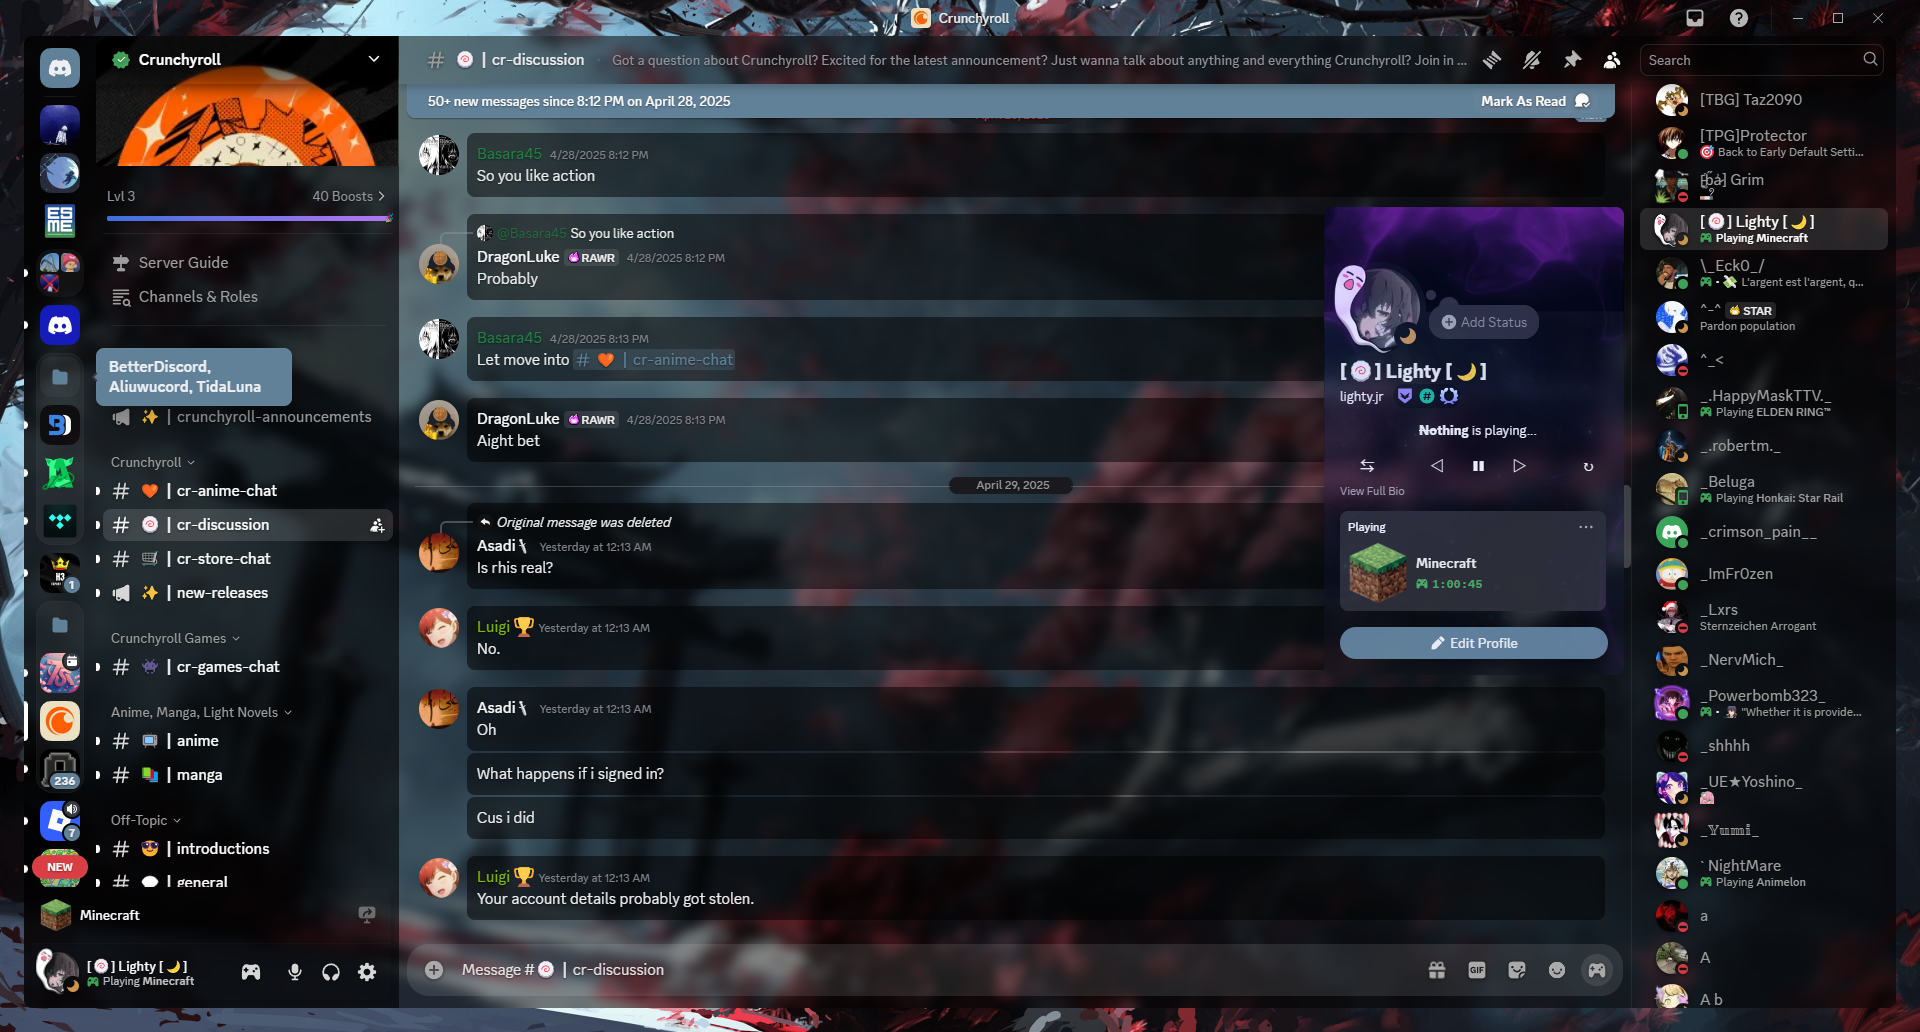 Crunchyroll
Crunchyroll
Lvl 3
40 Boosts
Server Guide
Channels & Roles
BetterDiscord,
Aliuwucord, TidaLuna
| crunchyroll-announcements
Crunchyroll
# | cr-anime-chat
# | cr-discussion
# | cr-store-chat
| new-releases
Crunchyroll Games
# | cr-games-chat
Anime, Manga, Light Novels
# | anime
# | manga
Off-Topic
# | introductions
# | general
ES
ME
H3
1
236
7
NEW
Minecraft
[🍥] Lighty [🌙]
Playing Minecraft
# 🍥 | cr-discussion
Got a question about Crunchyroll? Excited for the latest announcement? Just wanna talk about anything and everything Crunchyroll? Join in ...
50+ new messages since 8:12 PM on April 28, 2025
Mark As Read
Basara45 4/28/2025 8:12 PM
So you like action
@Basara45 So you like action
DragonLuke RAWR 4/28/2025 8:12 PM
Probably
Basara45 4/28/2025 8:13 PM
Let move into # 🧡 | cr-anime-chat
DragonLuke RAWR 4/28/2025 8:13 PM
Aight bet
April 29, 2025
Original message was deleted
Asadi Yesterday at 12:13 AM
Is rhis real?
Luigi🏆 Yesterday at 12:13 AM
No.
Asadi Yesterday at 12:13 AM
Oh
What happens if i signed in?
Cus i did
Luigi🏆 Yesterday at 12:13 AM
Your account details probably got stolen.
Message #🍥 | cr-discussion
GIF
Add Status
[🍥] Lighty [🌙]
lighty.jr
Nothing is playing...
View Full Bio
Playing
Minecraft
1:00:45
Edit Profile
Search
[TBG] Taz2090
[TPG]Protector
🎯 Back to Early Default Setti...
Grim
[🍥] Lighty [🌙]
Playing Minecraft
\_Eck0_/
• 💸 L'argent est l'argent, q...
^-^ STAR
Pardon population
^_<
_.HappyMaskTTV._
Playing ELDEN RING™
_.robertm._
_Beluga
Playing Honkai: Star Rail
_crimson_pain__
_ImFr0zen
_Lxrs
Sternzeichen Arrogant
_NervMich_
_Powerbomb323_
• "Whether it is provide...
_shhhh
_UE★Yoshino_
_𝕐𝕦𝕞𝕚_
`NightMare
Playing Animelon
a
A
A b